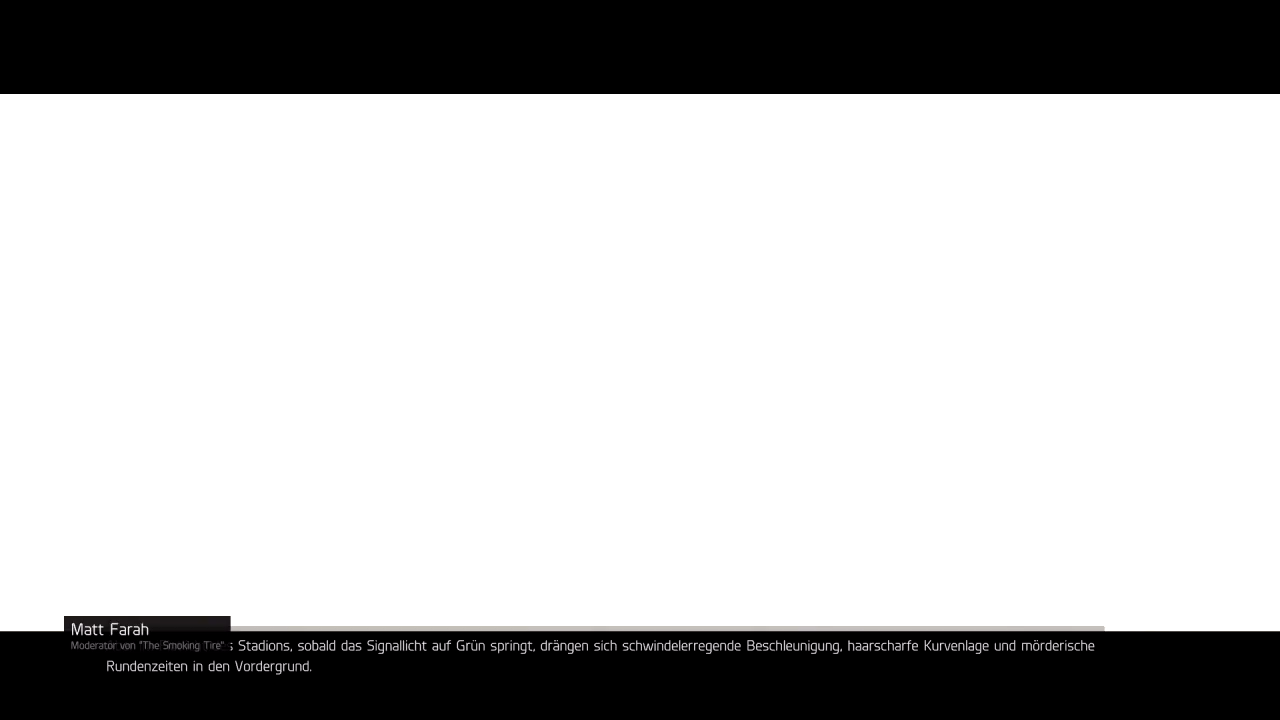 Matt Farah
Moderator von "The Smoking Tire"
Stadions, sobald das Signallicht auf Grün springt, drängen sich schwindelerregende Beschleunigung, haarscharfe Kurvenlage und mörderische
Rundenzeiten in den Vordergrund.